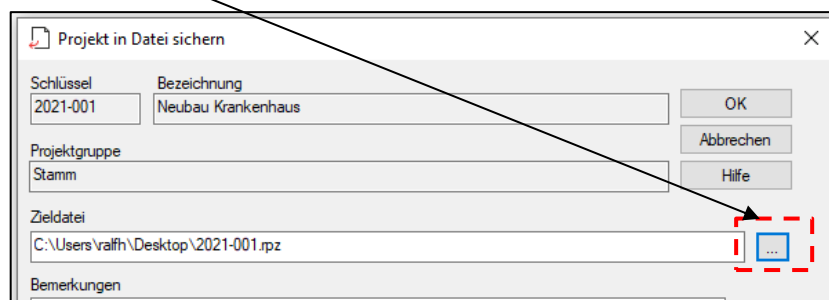 Projekt in Datei sichern
Schlüssel Bezeichnung
2021-001 Neubau Krankenhaus
OK
Abbrechen
Projektgruppe
Stamm
Hilfe
Zieldatei
C:\Users\ralfh\Desktop\2021-001.rpz ...
Bemerkungen